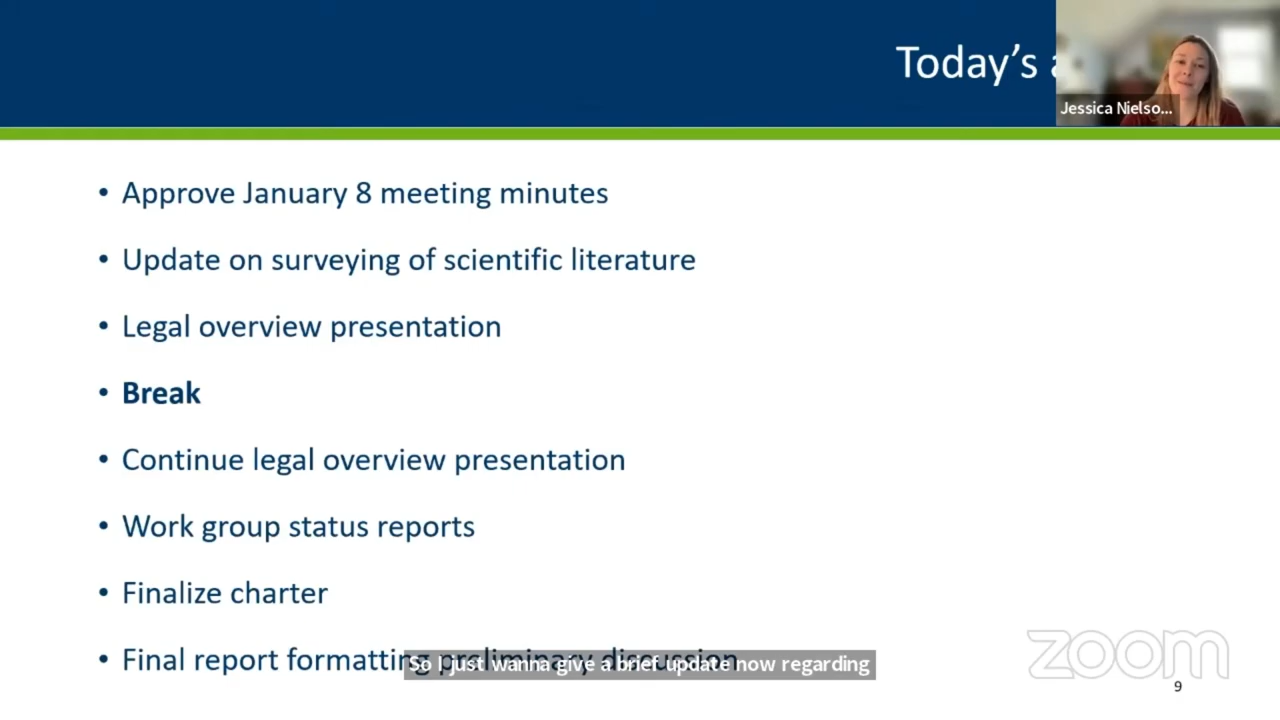 Today's
Jessica Nielso...
• Approve January 8 meeting minutes
• Update on surveying of scientific literature
• Legal overview presentation
• Break
• Continue legal overview presentation
• Work group status reports
• Finalize charter
• Final report formatting preliminary discussion
So I just wanna give a brief update now regarding
zoom
9